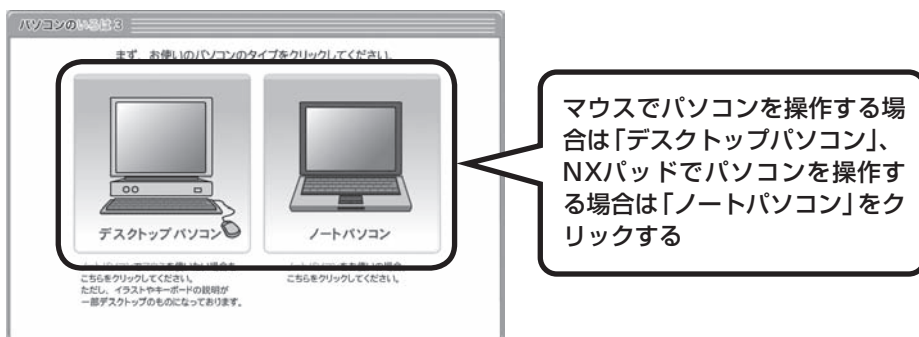 パソコンのいろは3
まず、お使いのパソコンのタイプをクリックしてください。
デスクトップパソコン
ノートパソコン
こちらをクリックしてください。
ただし、イラストやキーボードの説明が
一部デスクトップのものになっております。
こちらをクリックしてください。
マウスでパソコンを操作する場
合は「デスクトップパソコン」、
NXパッドでパソコンを操作す
る場合は「ノートパソコン」をク
リックする